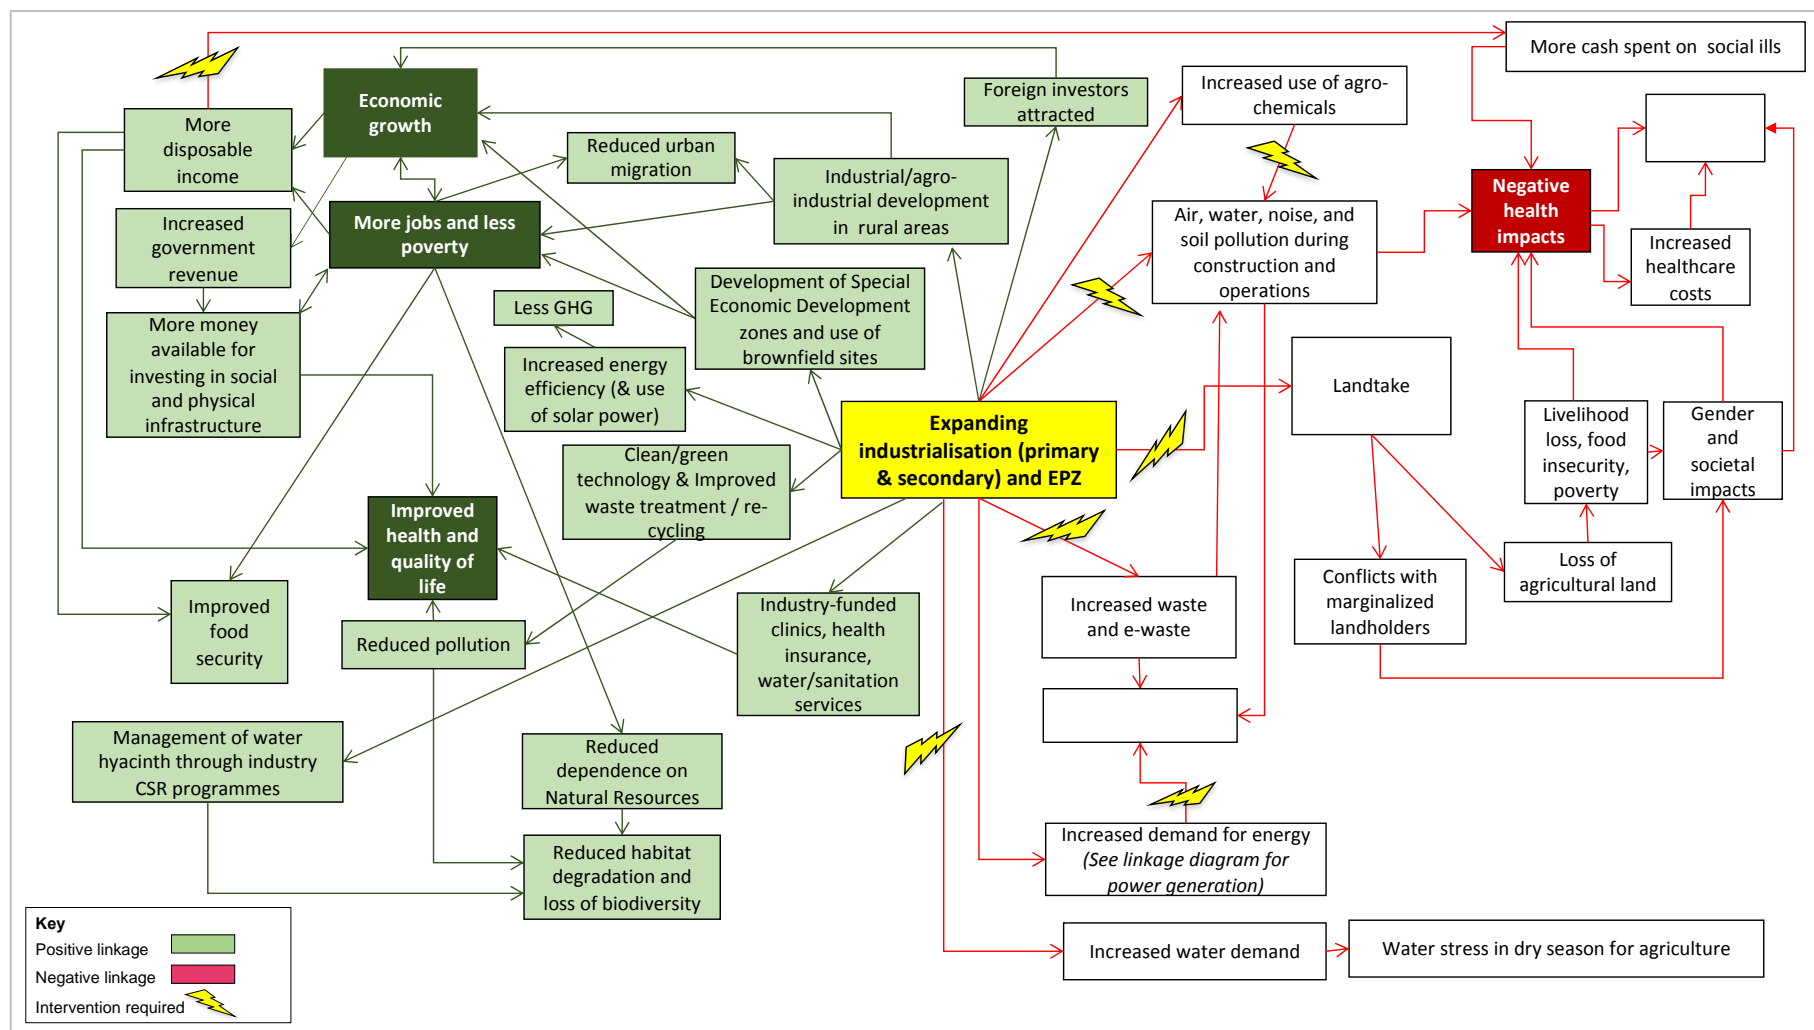 More cash spent on  social ills
Economic
growth
Foreign investors
attracted
Increased use of agro-
chemicals
More
disposable
income
Reduced urban
migration
Industrial/agro-
industrial development
in  rural areas
Negative
health
impacts
Air, water, noise, and
soil pollution during
construction and
operations
More jobs and less
poverty
Increased
government
revenue
Increased
healthcare
costs
Development of Special
Economic Development
zones and use of
brownfield sites
Less GHG
More money
available for
investing in social
and physical
infrastructure
Increased energy
efficiency (& use
of solar power)
Landtake
Expanding
industrialisation (primary
& secondary) and EPZ
Livelihood
loss, food
insecurity,
poverty
Gender
and
societal
impacts
Clean/green
technology & Improved
waste treatment / re-
cycling
Improved
health and
quality of
life
Loss of
agricultural land
Conflicts with
marginalized
landholders
Increased waste
and e-waste
Improved
food
security
Industry-funded
clinics, health
insurance,
water/sanitation
services
Reduced pollution
Management of water
hyacinth through industry
CSR programmes
Reduced
dependence on
Natural Resources
Increased demand for energy
(See linkage diagram for
power generation)
Reduced habitat
degradation and
loss of biodiversity
Increased water demand
Water stress in dry season for agriculture
Key
Positive linkage
Negative linkage
Intervention required